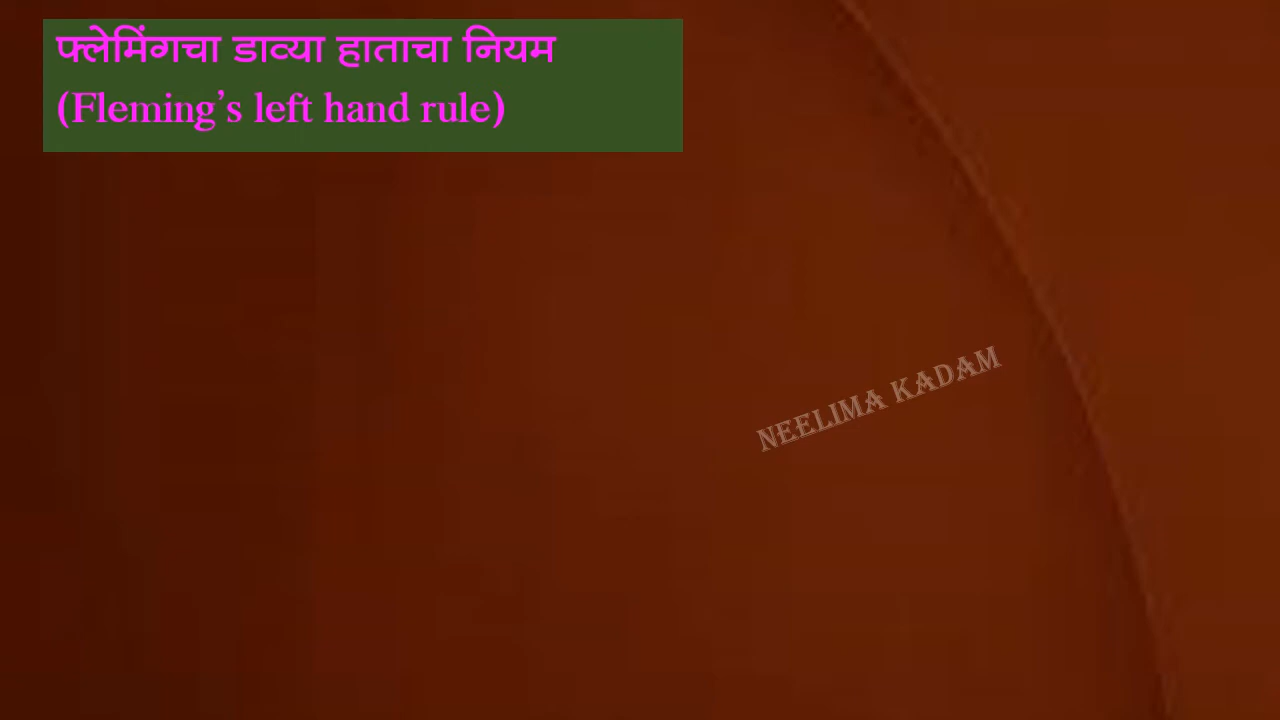 फ्लेमिंगचा डाव्या हाताचा नियम
(Fleming’s left hand rule)
NEELIMA KADAM